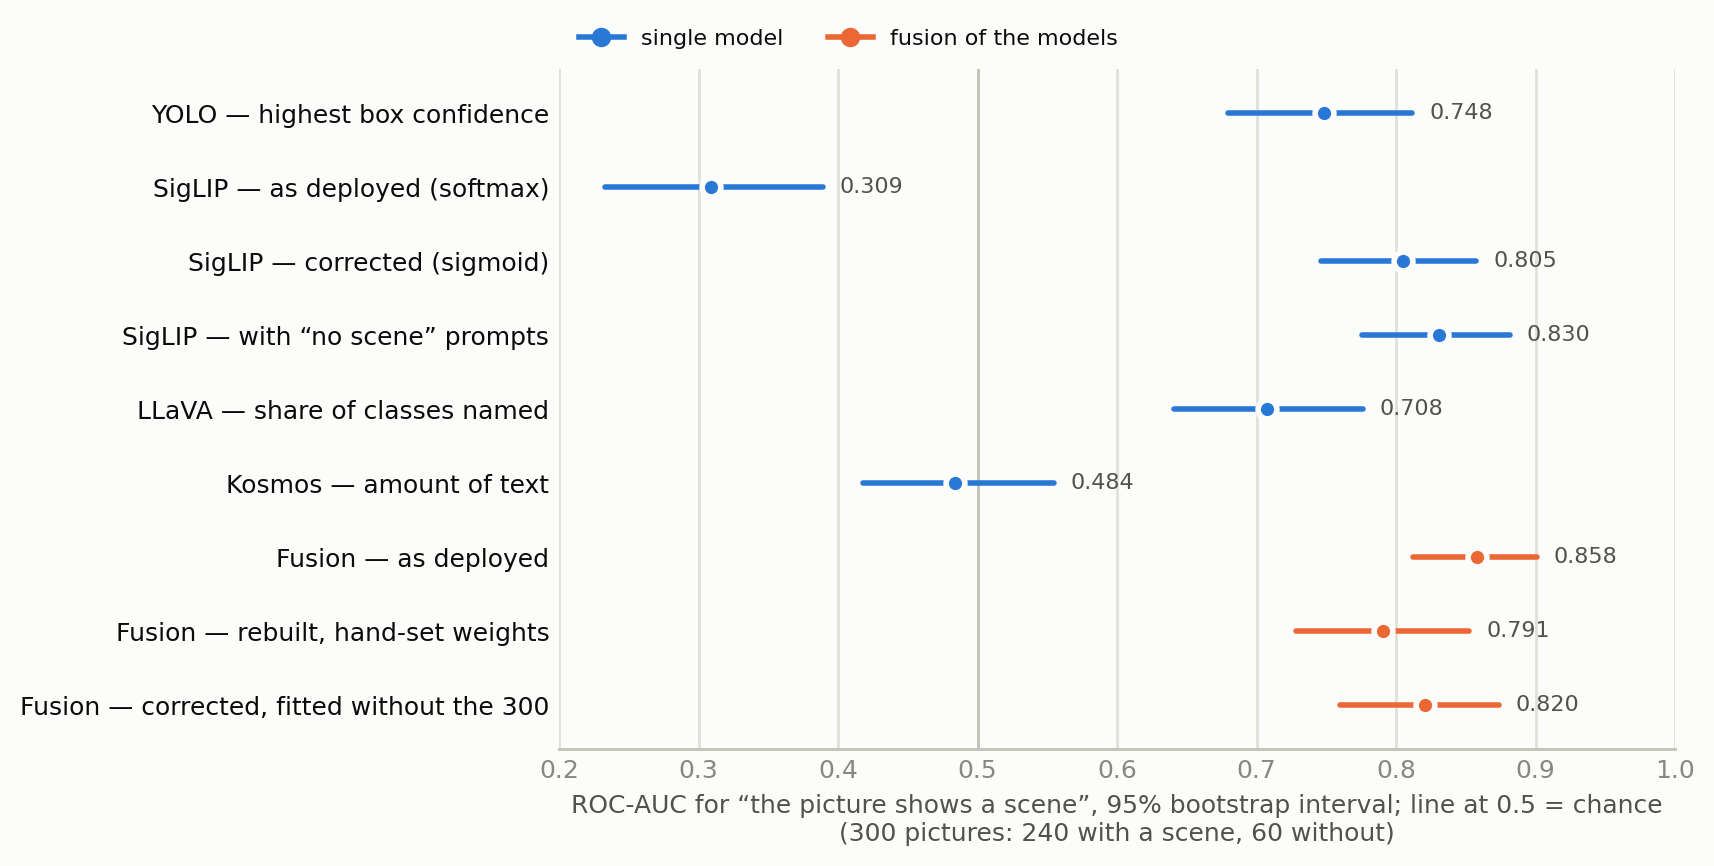 single model
fusion of the models
YOLO — highest box confidence 0.748
SigLIP — as deployed (softmax) 0.309
SigLIP — corrected (sigmoid) 0.805
SigLIP — with “no scene” prompts 0.830
LLaVA — share of classes named 0.708
Kosmos — amount of text 0.484
Fusion — as deployed 0.858
Fusion — rebuilt, hand-set weights 0.791
Fusion — corrected, fitted without the 300 0.820
0.2 0.3 0.4 0.5 0.6 0.7 0.8 0.9 1.0
ROC-AUC for “the picture shows a scene”, 95% bootstrap interval; line at 0.5 = chance
(300 pictures: 240 with a scene, 60 without)